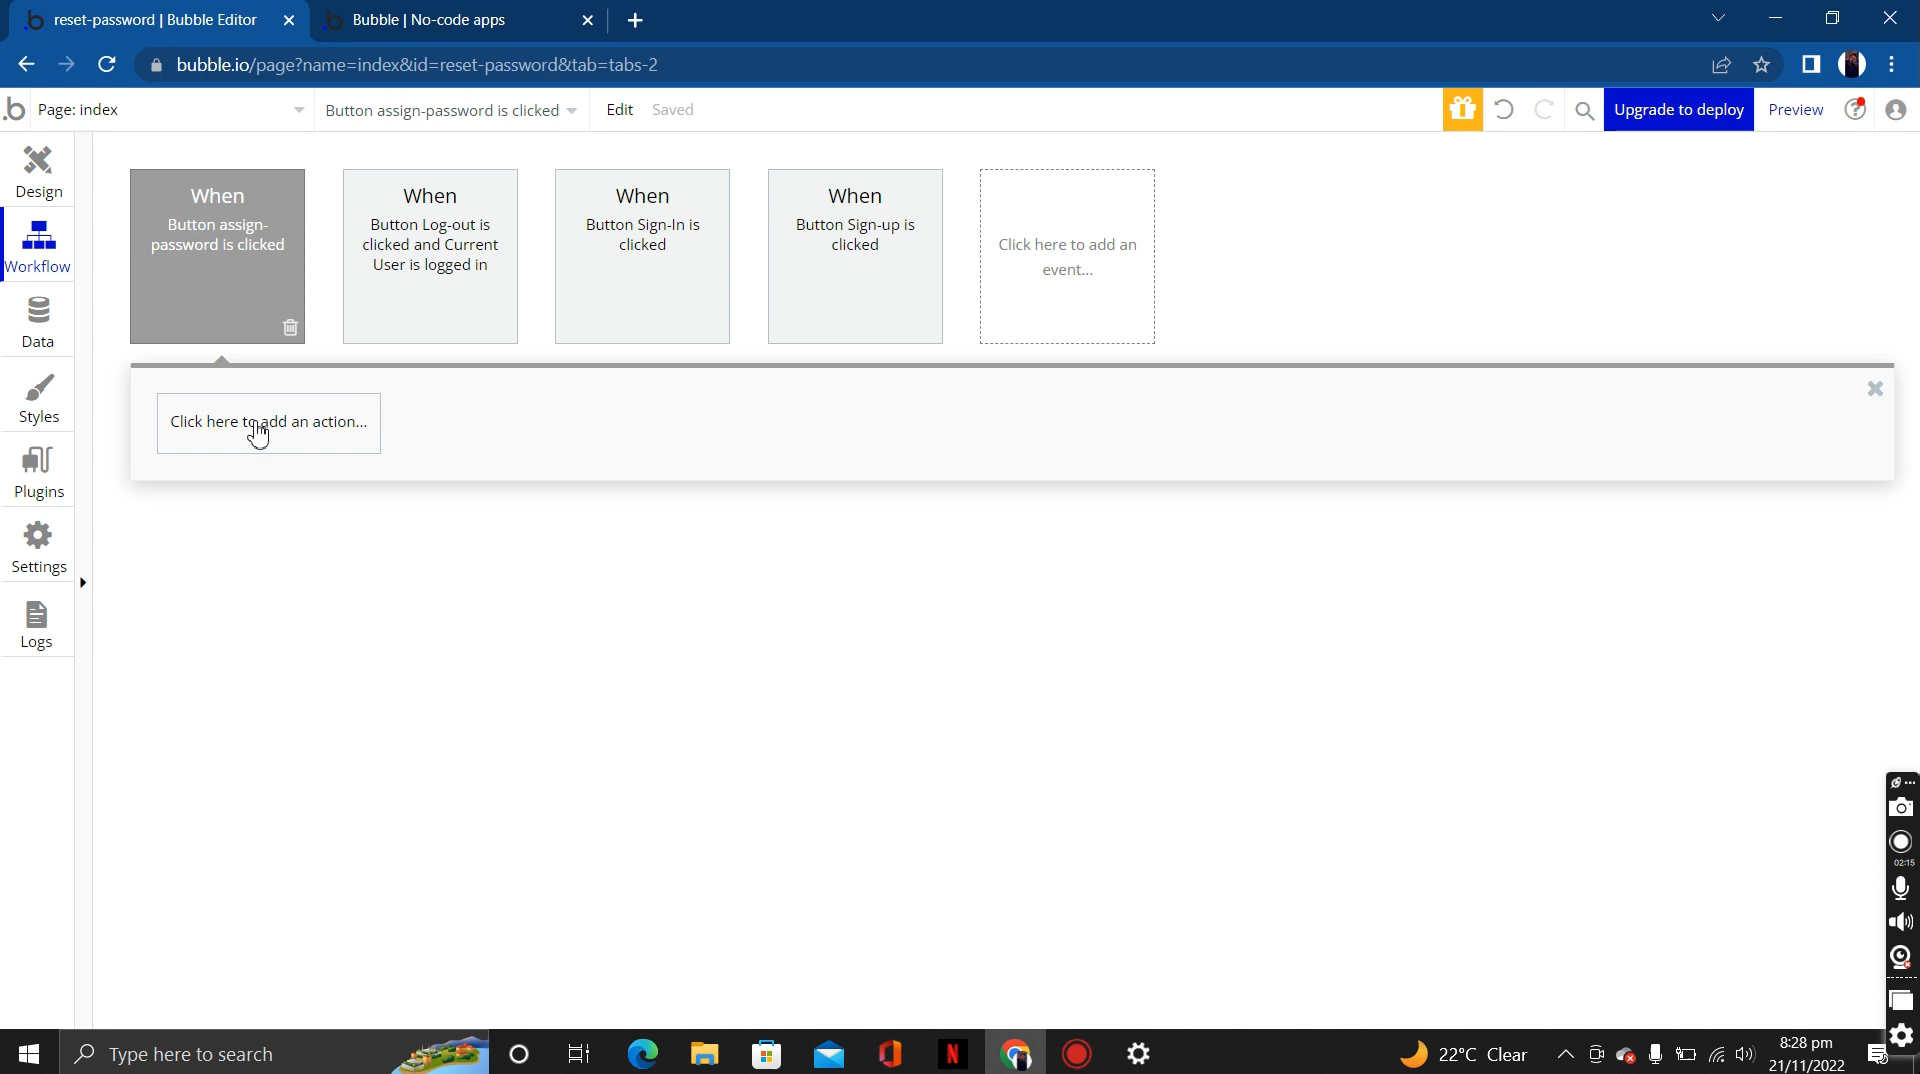 reset-password | Bubble Editor
Bubble | No-code apps
bubble.io/page?name=index&id=reset-password&tab=tabs-2
Page: index
Button assign-password is clicked
Edit
Saved
Upgrade to deploy
Preview
Design
Workflow
Data
Styles
Plugins
Settings
Logs
When
Button assign-
password is clicked
When
Button Log-out is
clicked and Current
User is logged in
When
Button Sign-In is
clicked
When
Button Sign-up is
clicked
Click here to add an
event...
Click here to add an action...
02:15
Type here to search
22°C Clear
8:28 pm
21/11/2022